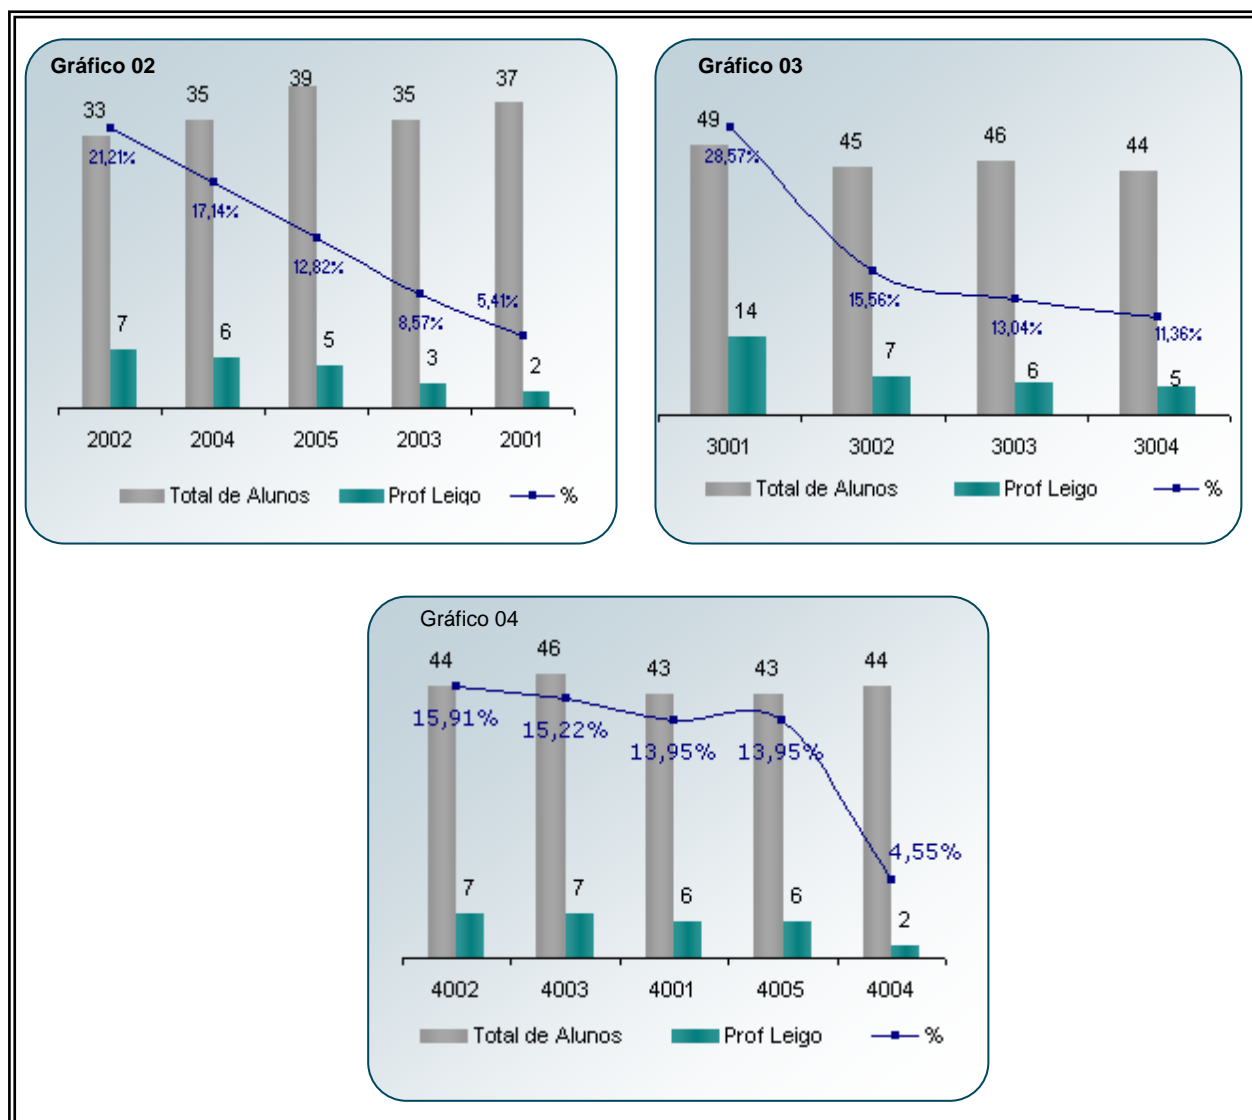 Gráfico 02
33 35 39 35 37
21,21% 17,14% 12,82% 8,57% 5,41%
7 6 5 3 2
2002 2004 2005 2003 2001
Total de Alunos Prof Leigo %
Gráfico 03
49 45 46 44
28,57% 15,56% 13,04% 11,36%
14 7 6 5
3001 3002 3003 3004
Total de Alunos Prof Leigo %
Gráfico 04
44 46 43 43 44
15,91% 15,22% 13,95% 13,95% 4,55%
7 7 6 6 2
4002 4003 4001 4005 4004
Total de Alunos Prof Leigo %